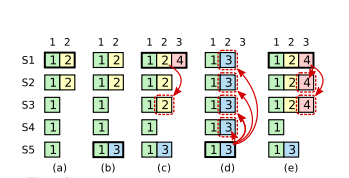 1 2 1 2 1 2 3 1 2 3 1 2 3
S1 1 2 1 2 1 2 4 1 3 1 2 4
S2 1 2 1 2 1 2 1 3 1 2 4
S3 1 1 1 2 1 3 1 2 4
S4 1 1 1 1 3 1
S5 1 1 3 1 3 1 3
(a) (b) (c) (d) (e)